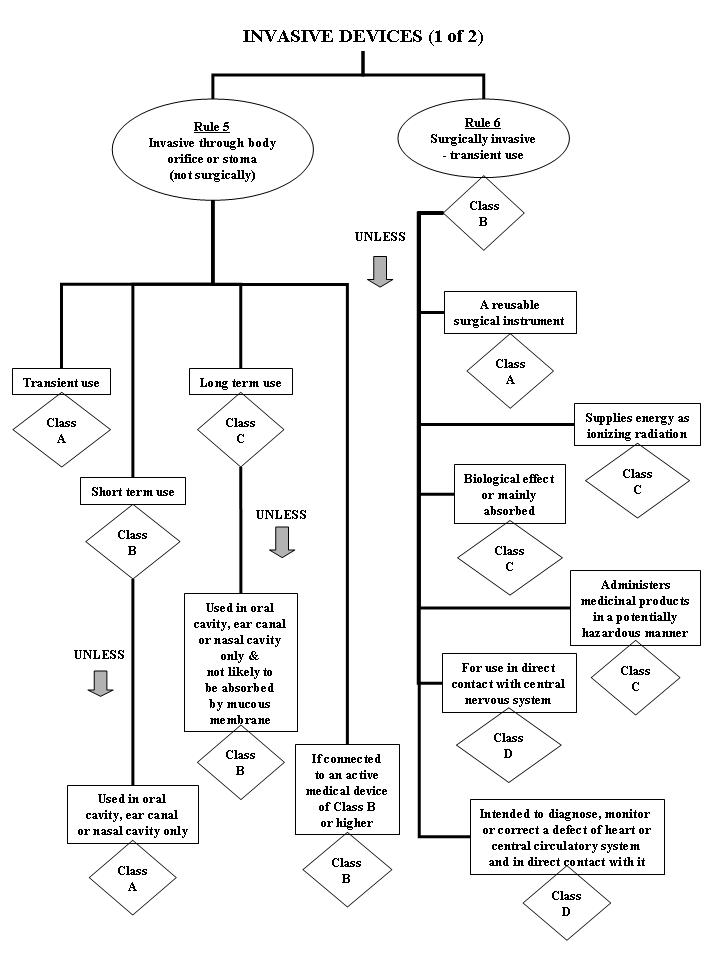 INVASIVE DEVICES (1 of 2)
Rule 5
Invasive through body
orifice or stoma
(not surgically)
Transient use
Class
A
Short term use
Class
B
UNLESS
Used in oral
cavity, ear canal
or nasal cavity only
Class
A
Long term use
Class
C
UNLESS
Used in oral
cavity, ear canal
or nasal cavity
only &
not likely to
be absorbed
by mucous
membrane
Class
B
If connected
to an active
medical device
of Class B
or higher
Class
B
Rule 6
Surgically invasive
- transient use
Class
B
UNLESS
A reusable
surgical instrument
Class
A
Supplies energy as
ionizing radiation
Class
C
Biological effect
or mainly
absorbed
Class
C
Administers
medicinal products
in a potentially
hazardous manner
Class
C
For use in direct
contact with central
nervous system
Class
D
Intended to diagnose, monitor
or correct a defect of heart or
central circulatory system
and in direct contact with it
Class
D